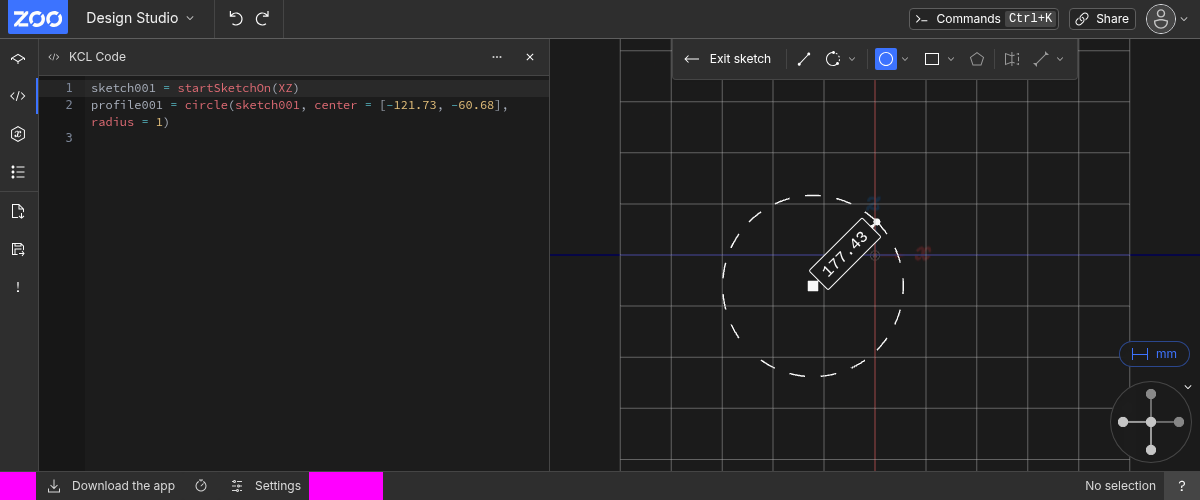 ZOO Design Studio Commands Ctrl+K Share
KCL Code
Exit sketch
1 sketch001 = startSketchOn(XZ)
2 profile001 = circle(sketch001, center = [-121.73, -60.68],
radius = 1)
3
177.43
mm
Download the app Settings No selection ?